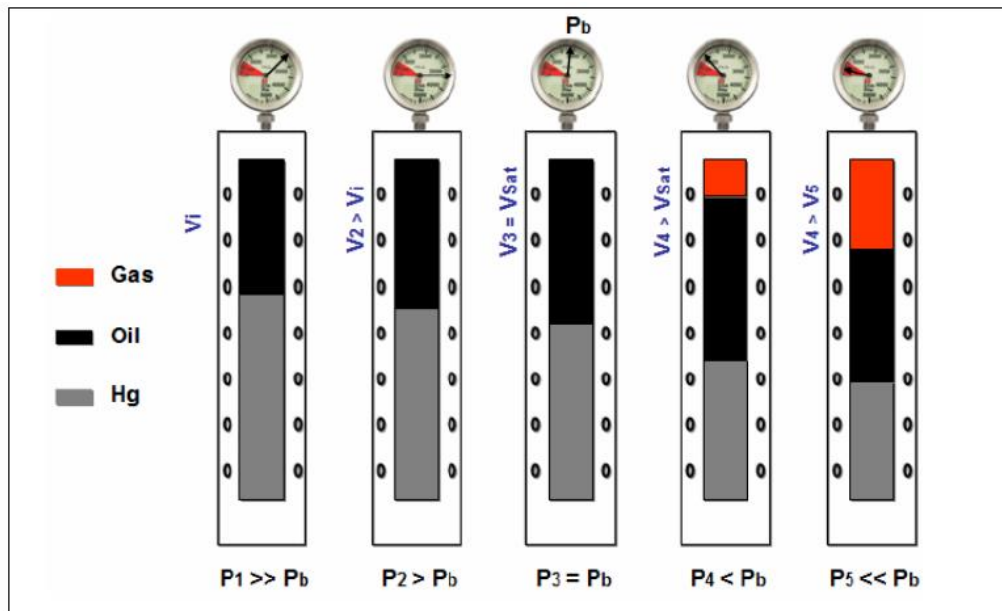 Pb
Vi
V2 > Vi
V3 = VSat
V4 > VSat
V4 > V5
Gas
Oil
Hg
P1 >> Pb
P2 > Pb
P3 = Pb
P4 < Pb
P5 << Pb